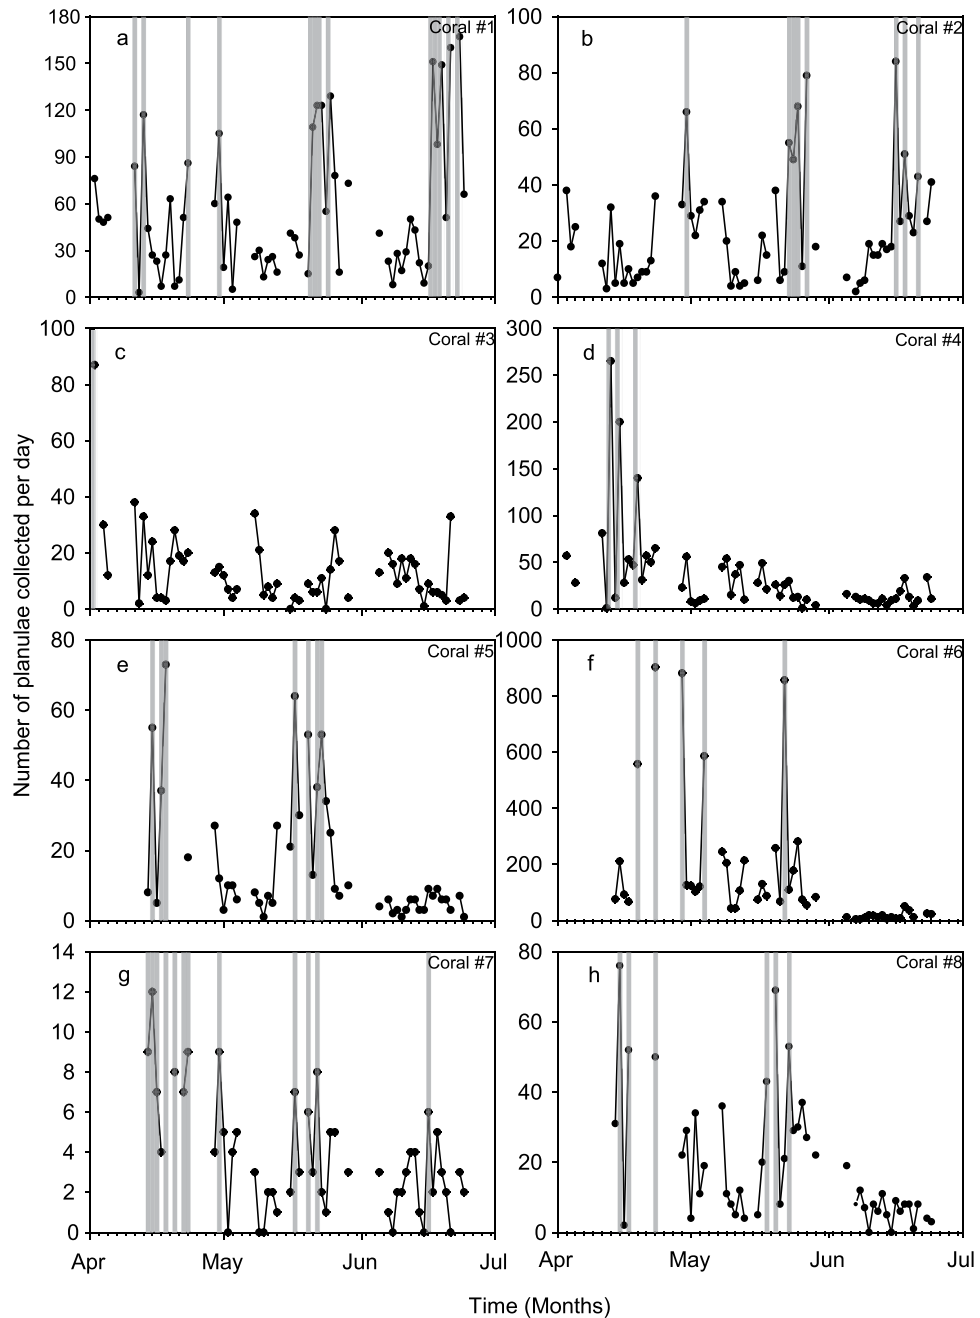 Number of planulae collected per day
a
Coral #1
180
150
120
90
60
30
0
b
Coral #2
100
80
60
40
20
0
c
Coral #3
100
80
60
40
20
0
d
Coral #4
300
250
200
150
100
50
0
e
Coral #5
80
60
40
20
0
f
Coral #6
1000
800
600
400
200
0
g
Coral #7
14
12
10
8
6
4
2
0
Apr May Jun Jul
h
Coral #8
80
60
40
20
0
Apr May Jun Jul
Time (Months)